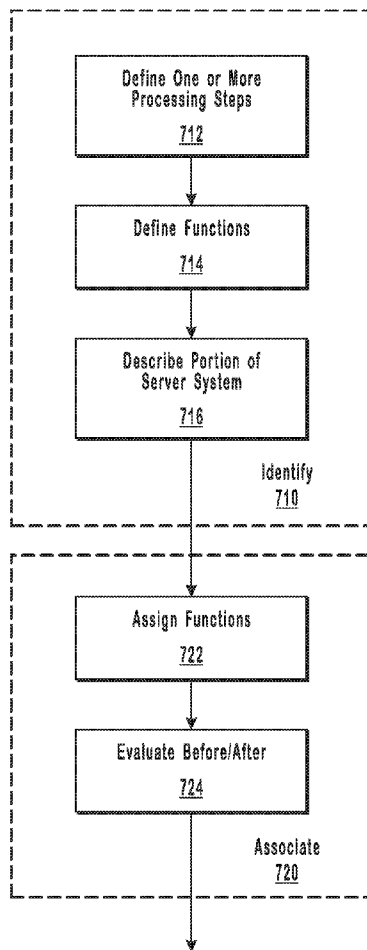 Define One or More
Processing Steps
712
Define Functions
714
Describe Portion of
Server System
716
Identify
710
Assign Functions
722
Evaluate Before/After
724
Associate
720